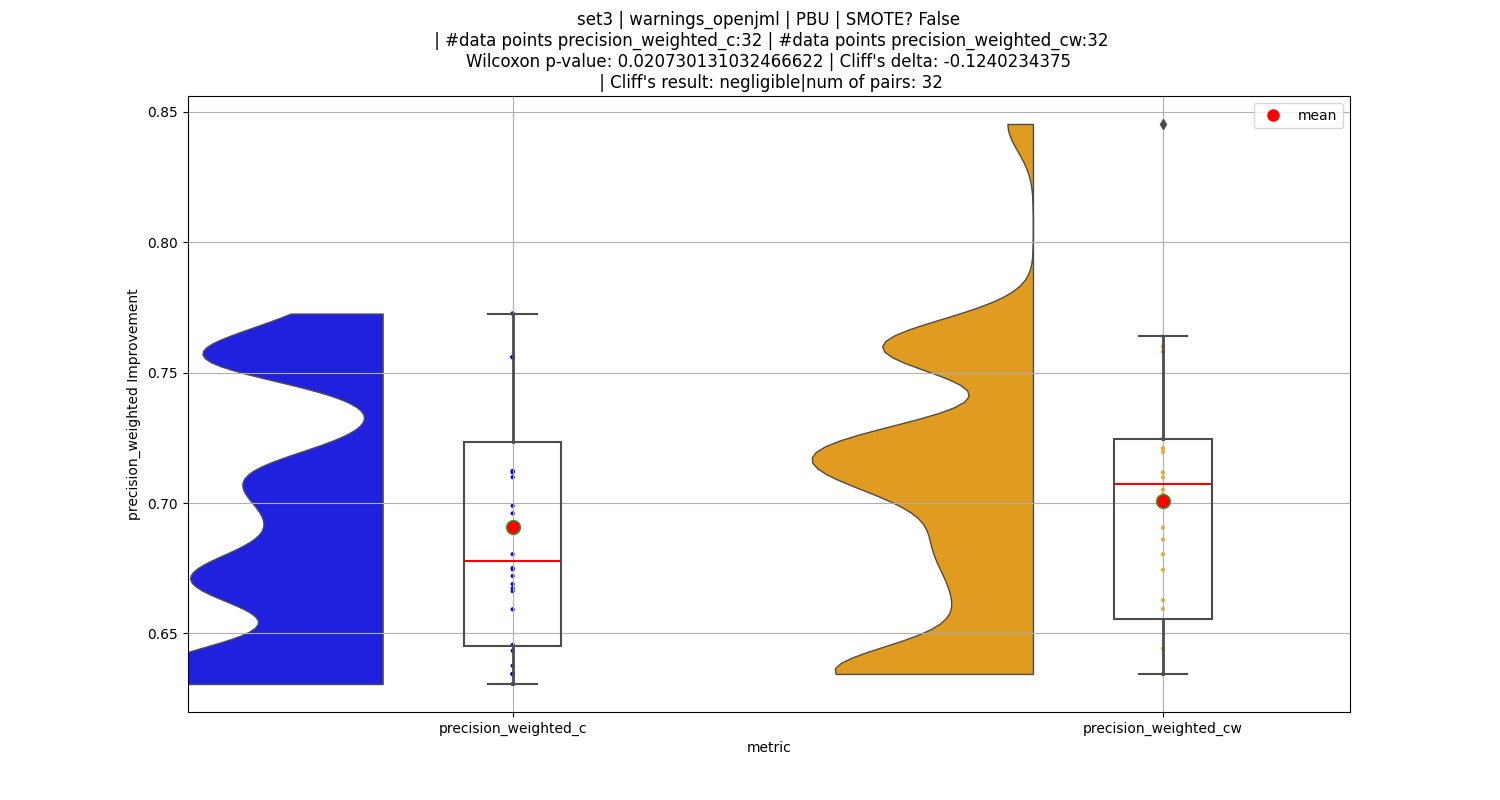 set3 | warnings_openjml | PBU | SMOTE? False
| #data points precision_weighted_c:32 | #data points precision_weighted_cw:32
Wilcoxon p-value: 0.020730131032466622 | Cliff's delta: -0.1240234375
| Cliff's result: negligible|num of pairs: 32
mean
0.85
0.80
0.75
0.70
0.65
precision_weighted Improvement
precision_weighted_c
precision_weighted_cw
metric